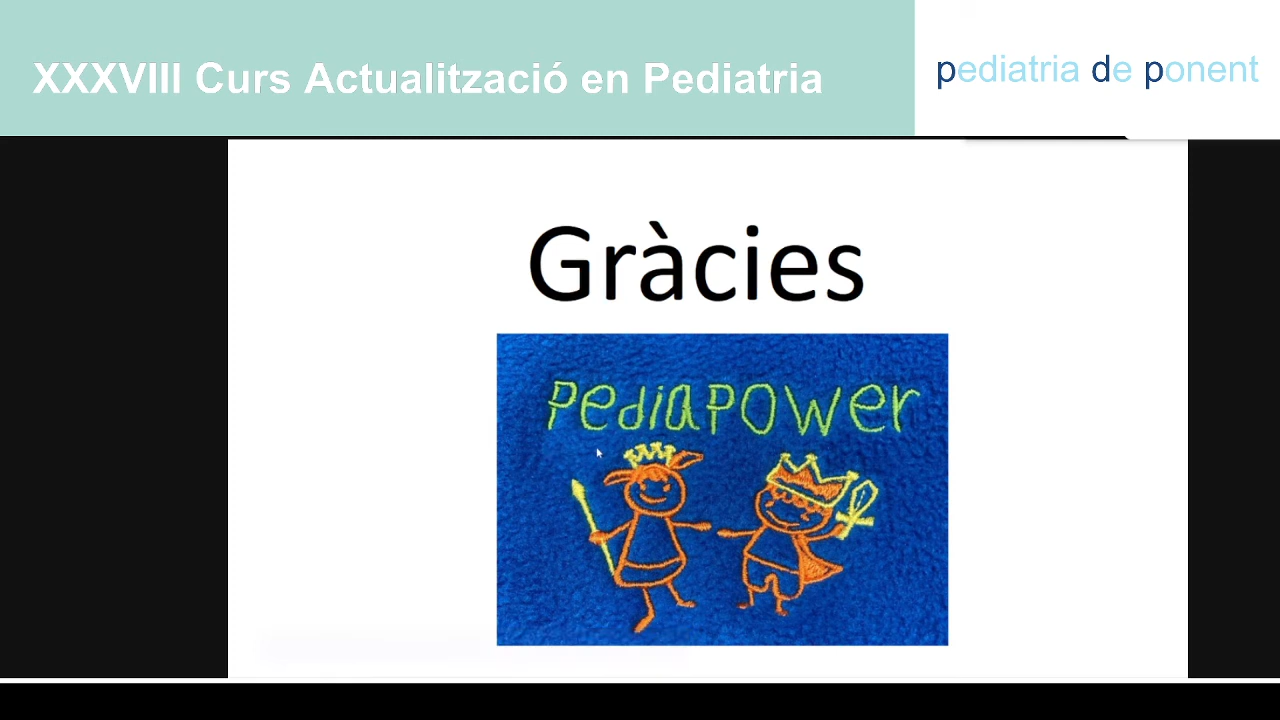 XXXVIII Curs Actualització en Pediatria
pediatria de ponent
Gràcies
PediaPOWer